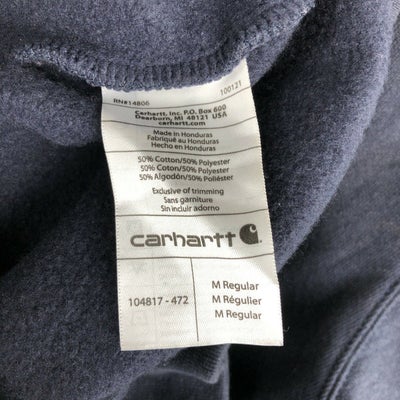 RN#14806 100121
Carhartt, Inc. P.O. Box 600
Dearborn, MI 48121 USA
carhartt.com
Made in Honduras
Fabriqué au Honduras
Hecho en Honduras
50% Cotton/50% Polyester
50% Coton/50% Polyester
50% Algodón/50% Poliéster
Exclusive of trimming
Sans garniture
Sin incluir adorno
carhartt
104817 - 472
M Regular
M Régulier
M Regular